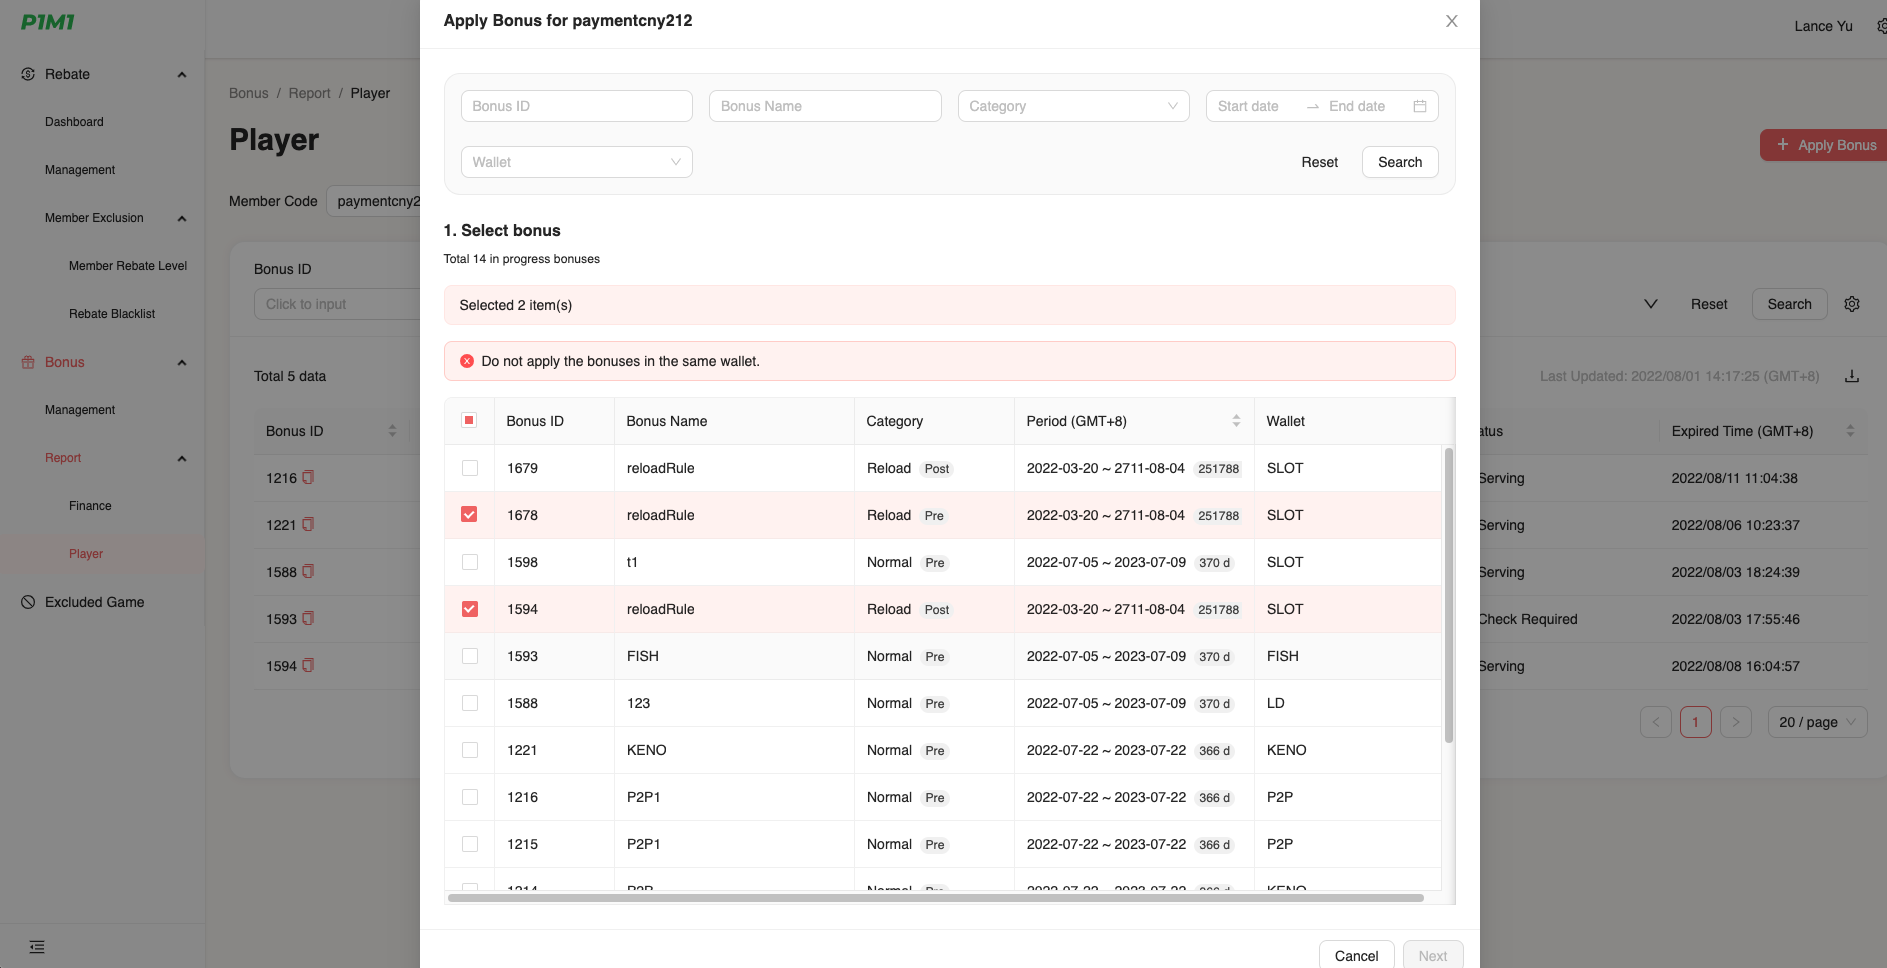 P1M1
Rebate
Dashboard
Management
Member Exclusion
Member Rebate Level
Rebate Blacklist
Bonus
Management
Report
Finance
Player
Excluded Game
Bonus / Report / Player
Player
Member Code
paymentcny2
Bonus ID
Click to input
Total 5 data
Bonus ID
1216
1221
1588
1593
1594
Apply Bonus for paymentcny212
Bonus ID
Bonus Name
Category
Start date
End date
Wallet
Reset
Search
1. Select bonus
Total 14 in progress bonuses
Selected 2 item(s)
Do not apply the bonuses in the same wallet.
Bonus ID Bonus Name Category Period (GMT+8) Wallet
1679 reloadRule Reload Post 2022-03-20 ~ 2711-08-04 251788 SLOT
1678 reloadRule Reload Pre 2022-03-20 ~ 2711-08-04 251788 SLOT
1598 t1 Normal Pre 2022-07-05 ~ 2023-07-09 370 d SLOT
1594 reloadRule Reload Post 2022-03-20 ~ 2711-08-04 251788 SLOT
1593 FISH Normal Pre 2022-07-05 ~ 2023-07-09 370 d FISH
1588 123 Normal Pre 2022-07-05 ~ 2023-07-09 370 d LD
1221 KENO Normal Pre 2022-07-22 ~ 2023-07-22 366 d KENO
1216 P2P1 Normal Pre 2022-07-22 ~ 2023-07-22 366 d P2P
1215 P2P1 Normal Pre 2022-07-22 ~ 2023-07-22 366 d P2P
1214 P2P Normal Pre 2022-07-22 ~ 2023-07-22 366 d KENO
Cancel
Next
Lance Yu
+ Apply Bonus
Reset
Search
Last Updated: 2022/08/01 14:17:25 (GMT+8)
atus Expired Time (GMT+8)
Serving 2022/08/11 11:04:38
Serving 2022/08/06 10:23:37
Serving 2022/08/03 18:24:39
Check Required 2022/08/03 17:55:46
Serving 2022/08/08 16:04:57
1
20 / page